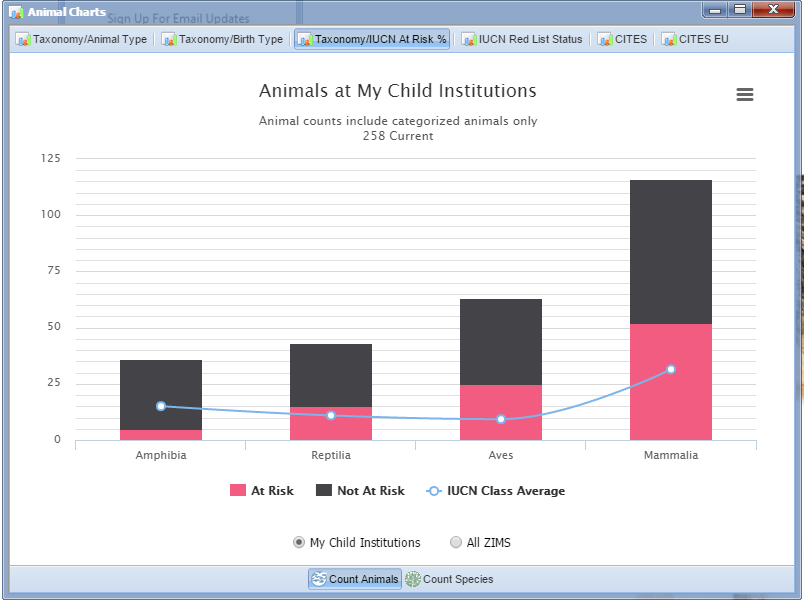 Animal Charts
Sign Up For Email Updates
Taxonomy/Animal Type Taxonomy/Birth Type Taxonomy/IUCN At Risk % IUCN Red List Status CITES CITES EU
Animals at My Child Institutions
Animal counts include categorized animals only
258 Current
125
100
75
50
25
0
Amphibia Reptilia Aves Mammalia
At Risk Not At Risk IUCN Class Average
My Child Institutions All ZIMS
Count Animals Count Species